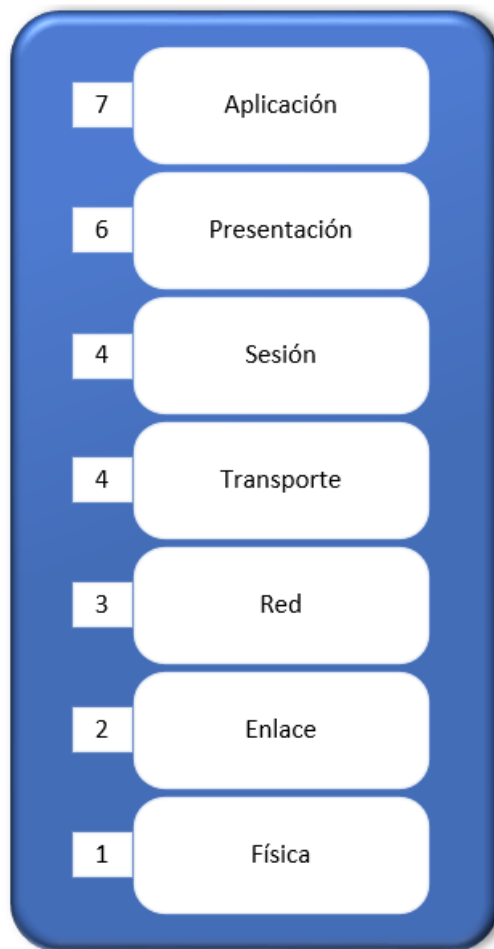 7 Aplicación
6 Presentación
4 Sesión
4 Transporte
3 Red
2 Enlace
1 Física